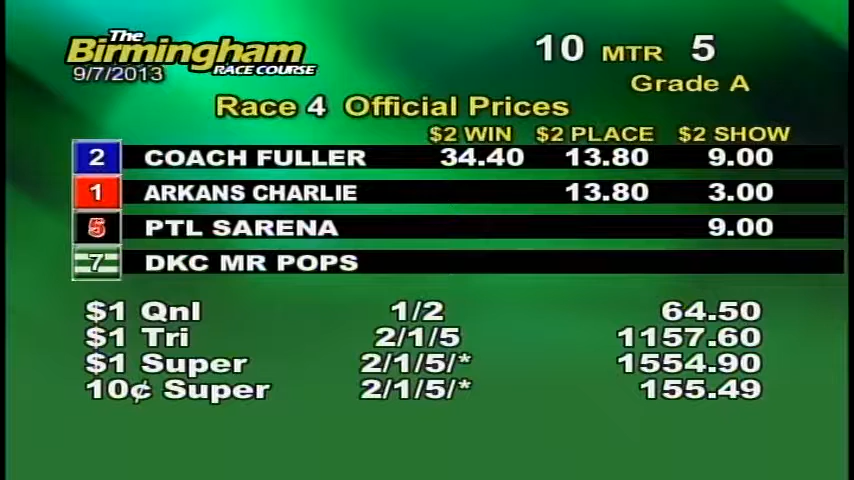 The
Birmingham
RACE COURSE
9/7/2013
10 MTR 5
Grade A
Race 4 Official Prices
$2 WIN $2 PLACE $2 SHOW
2 COACH FULLER 34.40 13.80 9.00
1 ARKANS CHARLIE 13.80 3.00
5 PTL SARENA 9.00
7 DKC MR POPS
$1 Qnl 1/2 64.50
$1 Tri 2/1/5 1157.60
$1 Super 2/1/5/* 1554.90
10¢ Super 2/1/5/* 155.49